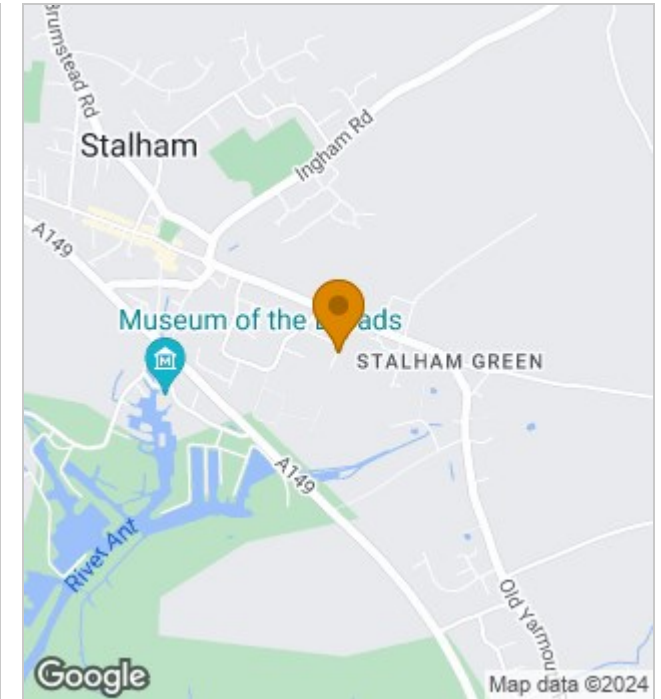 Brumstead Rd
Stalham
Ingham Rd
A149
Museum of the B ads
STALHAM GREEN
A149
River Ant
Old Yarmou
Google
Map data ©2024